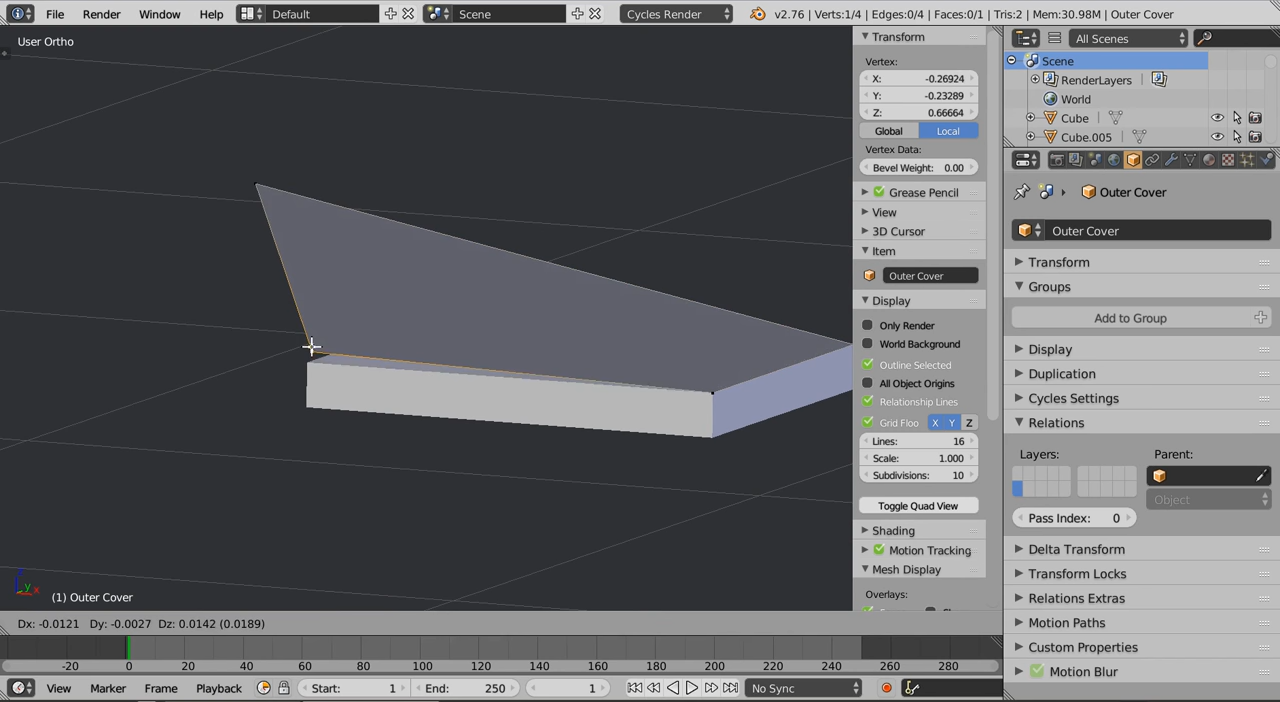 File Render Window Help Default Scene Cycles Render v2.76 | Verts:1/4 | Edges:0/4 | Faces:0/1 | Tris:2 | Mem:30.98M | Outer Cover
User Ortho
Transform
Vertex:
X: -0.26924
Y: -0.23289
Z: 0.66664
Global Local
Vertex Data:
Bevel Weight: 0.00
Grease Pencil
View
3D Cursor
Item
Outer Cover
Display
Only Render
World Background
Outline Selected
All Object Origins
Relationship Lines
Grid Floo X Y Z
Lines: 16
Scale: 1.000
Subdivisions: 10
Toggle Quad View
Shading
Motion Tracking
Mesh Display
Overlays:
All Scenes
Scene
RenderLayers
World
Cube
Cube.005
Outer Cover
Outer Cover
Transform
Groups
Add to Group
Display
Duplication
Cycles Settings
Relations
Layers: Parent:
Object
Pass Index: 0
Delta Transform
Transform Locks
Relations Extras
Motion Paths
Custom Properties
Motion Blur
z y x
(1) Outer Cover
Dx: -0.0121 Dy: -0.0027 Dz: 0.0142 (0.0189)
-20 0 20 40 60 80 100 120 140 160 180 200 220 240 260 280
View Marker Frame Playback Start: 1 End: 250 1 No Sync